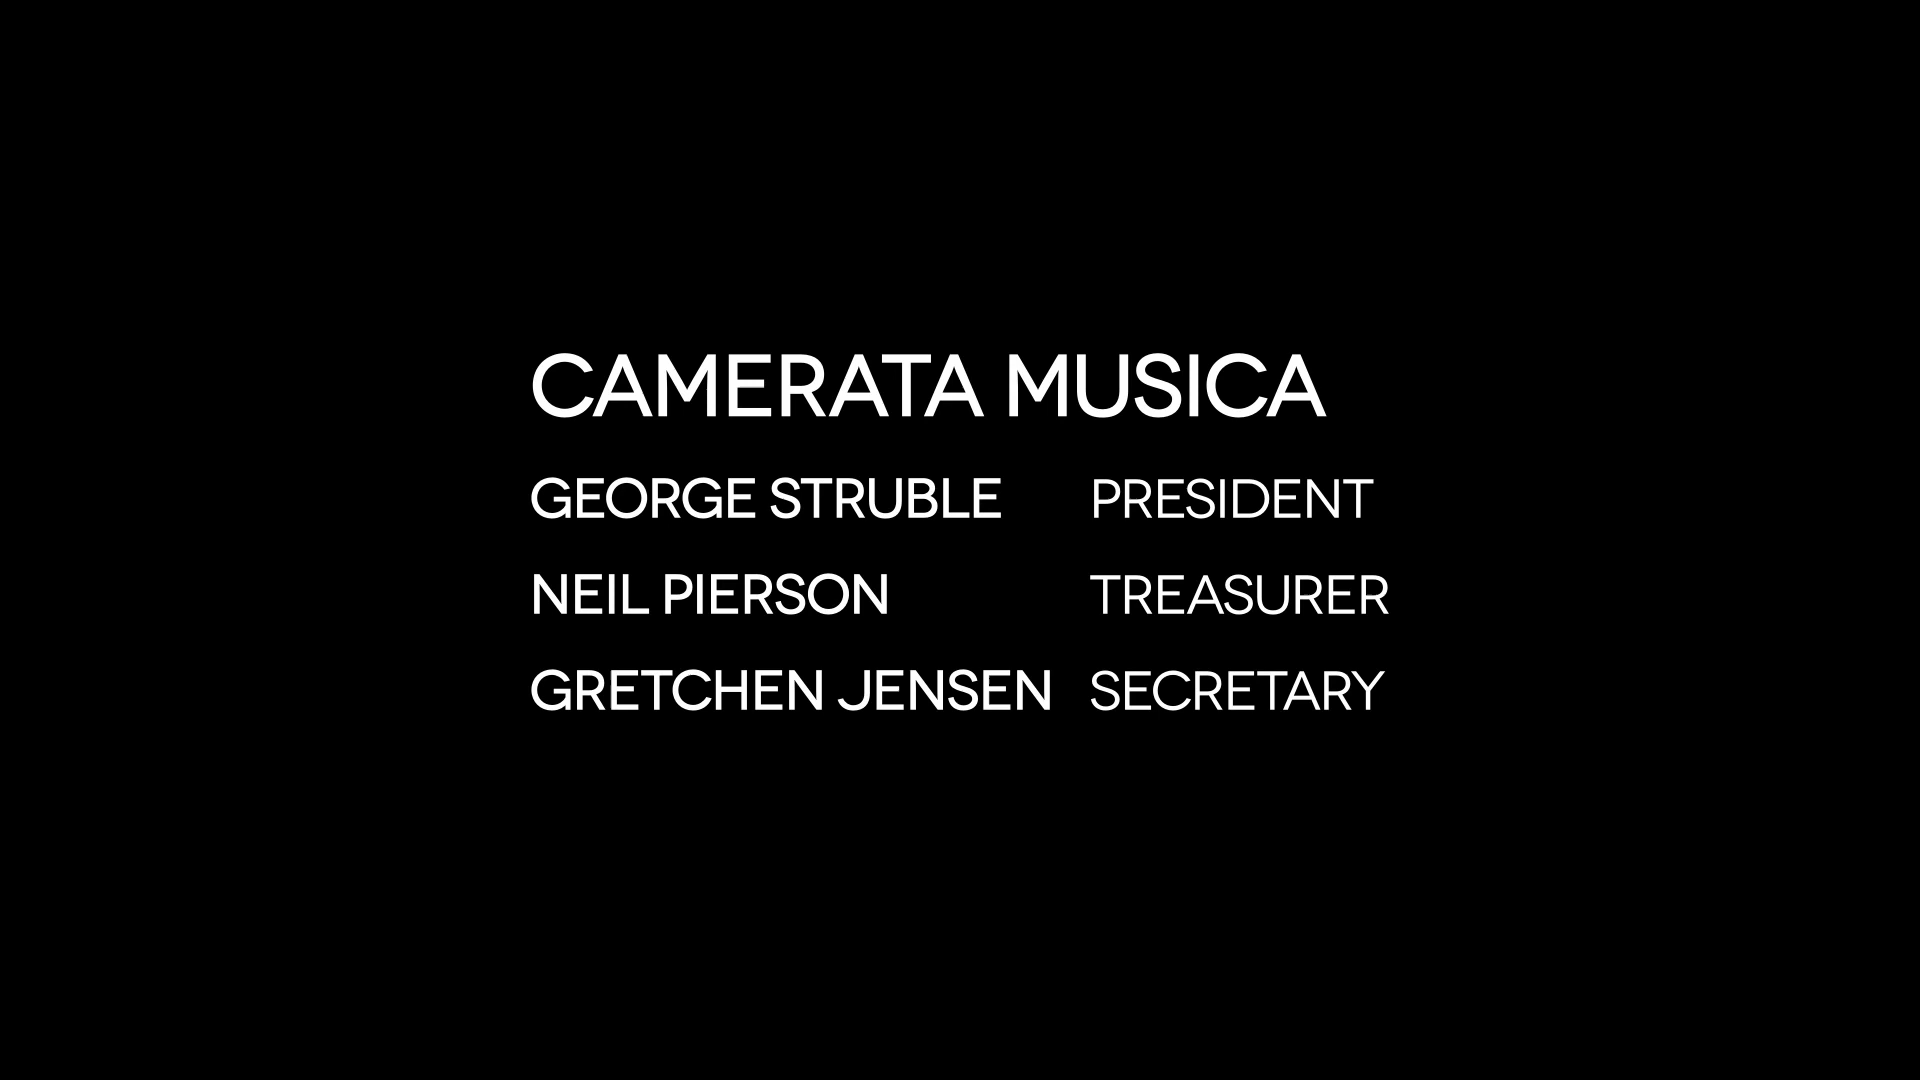 CAMERATA MUSICA
GEORGE STRUBLE PRESIDENT
NEIL PIERSON TREASURER
GRETCHEN JENSEN SECRETARY